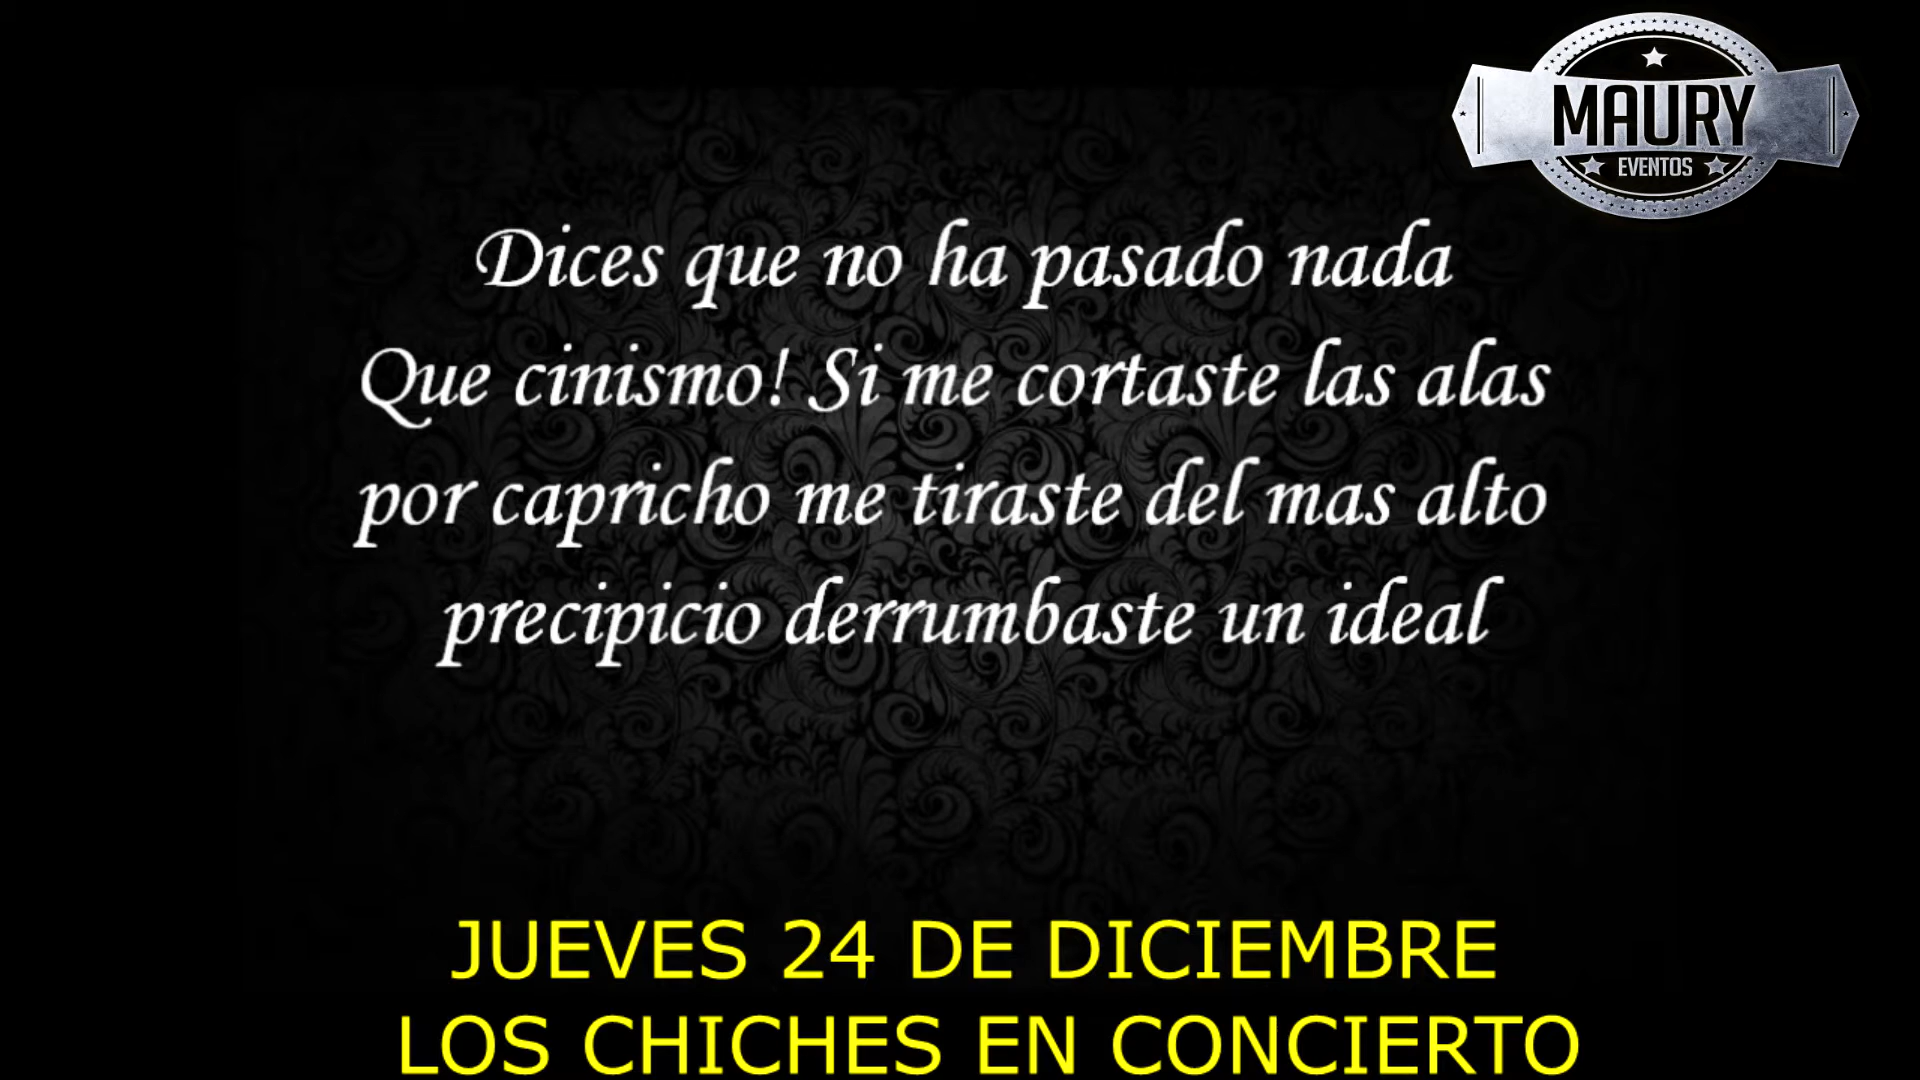 MAURY
EVENTOS
Dices que no ha pasado nada
Que cinismo! Si me cortaste las alas
por capricho me tiraste del mas alto
precipicio derrumbaste un ideal
JUEVES 24 DE DICIEMBRE
LOS CHICHES EN CONCIERTO